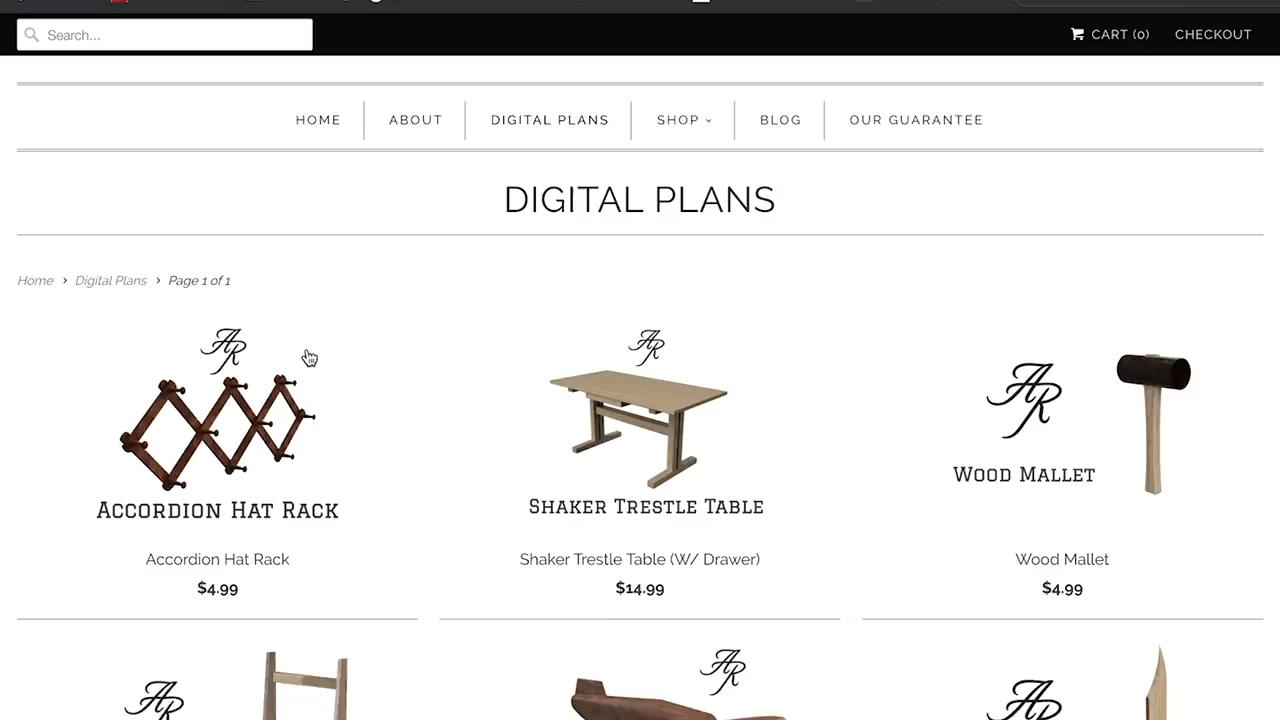 Search...
CART (0) CHECKOUT
HOME ABOUT DIGITAL PLANS SHOP BLOG OUR GUARANTEE
DIGITAL PLANS
Home › Digital Plans › Page 1 of 1
AR
ACCORDION HAT RACK
Accordion Hat Rack
$4.99
AR
SHAKER TRESTLE TABLE
Shaker Trestle Table (W/ Drawer)
$14.99
AR
WOOD MALLET
Wood Mallet
$4.99
AR
AR
AR